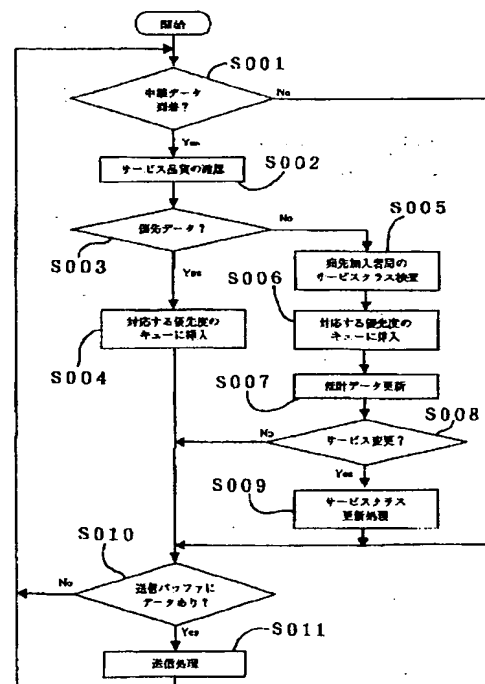 開始
S001
中継データ
到着？
No
Yes
S002
サービス品質の確認
S003
優先データ？
No
Yes
S004
対応する優先度の
キューに挿入
S005
宛先加入者局の
サービスクラス検査
S006
対応する優先度の
キューに挿入
S007
統計データ更新
S008
サービス変更？
No
Yes
S009
サービスクラス
更新処理
S010
送信バッファに
データあり？
No
Yes
S011
送信処理